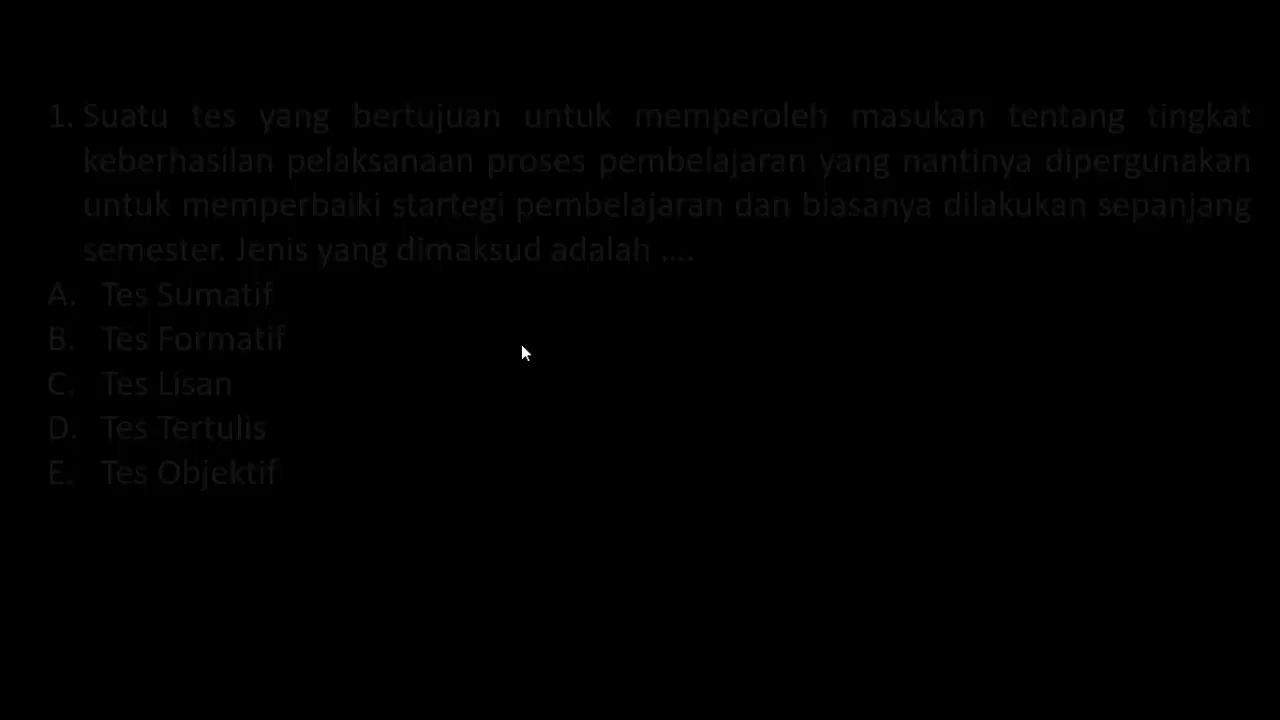 1. Suatu tes yang bertujuan untuk memperoleh masukan tentang tingkat
keberhasilan pelaksanaan proses pembelajaran yang nantinya dipergunakan
untuk memperbaiki startegi pembelajaran dan biasanya dilakukan sepanjang
semester. Jenis yang dimaksud adalah ....
A. Tes Sumatif
B. Tes Formatif
C. Tes Lisan
D. Tes Tertulis
E. Tes Objektif